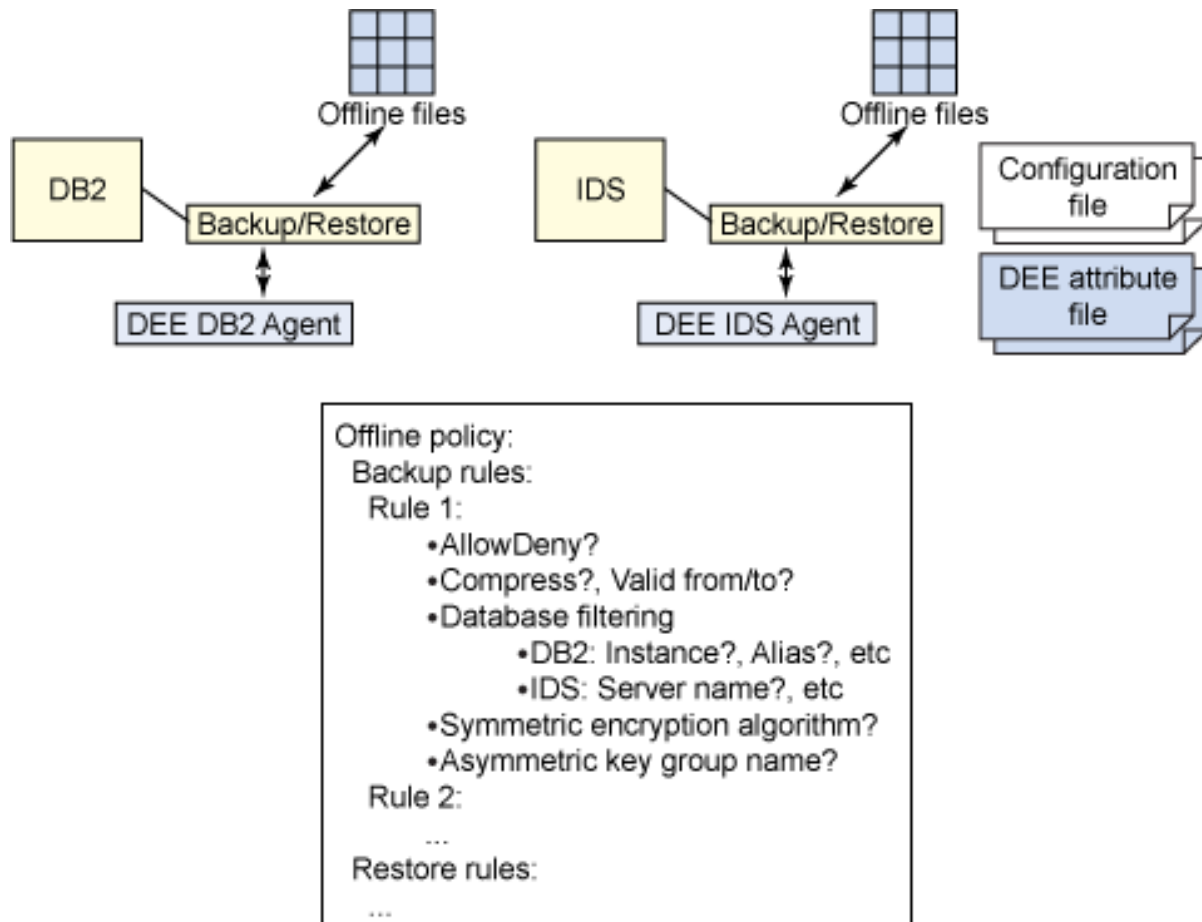 Offline files
DB2
Backup/Restore
DEE DB2 Agent
Offline files
IDS
Backup/Restore
DEE IDS Agent
Configuration
file
DEE attribute
file
Offline policy:
Backup rules:
Rule 1:
•AllowDeny?
•Compress?, Valid from/to?
•Database filtering
•DB2: Instance?, Alias?, etc
•IDS: Server name?, etc
•Symmetric encryption algorithm?
•Asymmetric key group name?
Rule 2:
...
Restore rules:
...